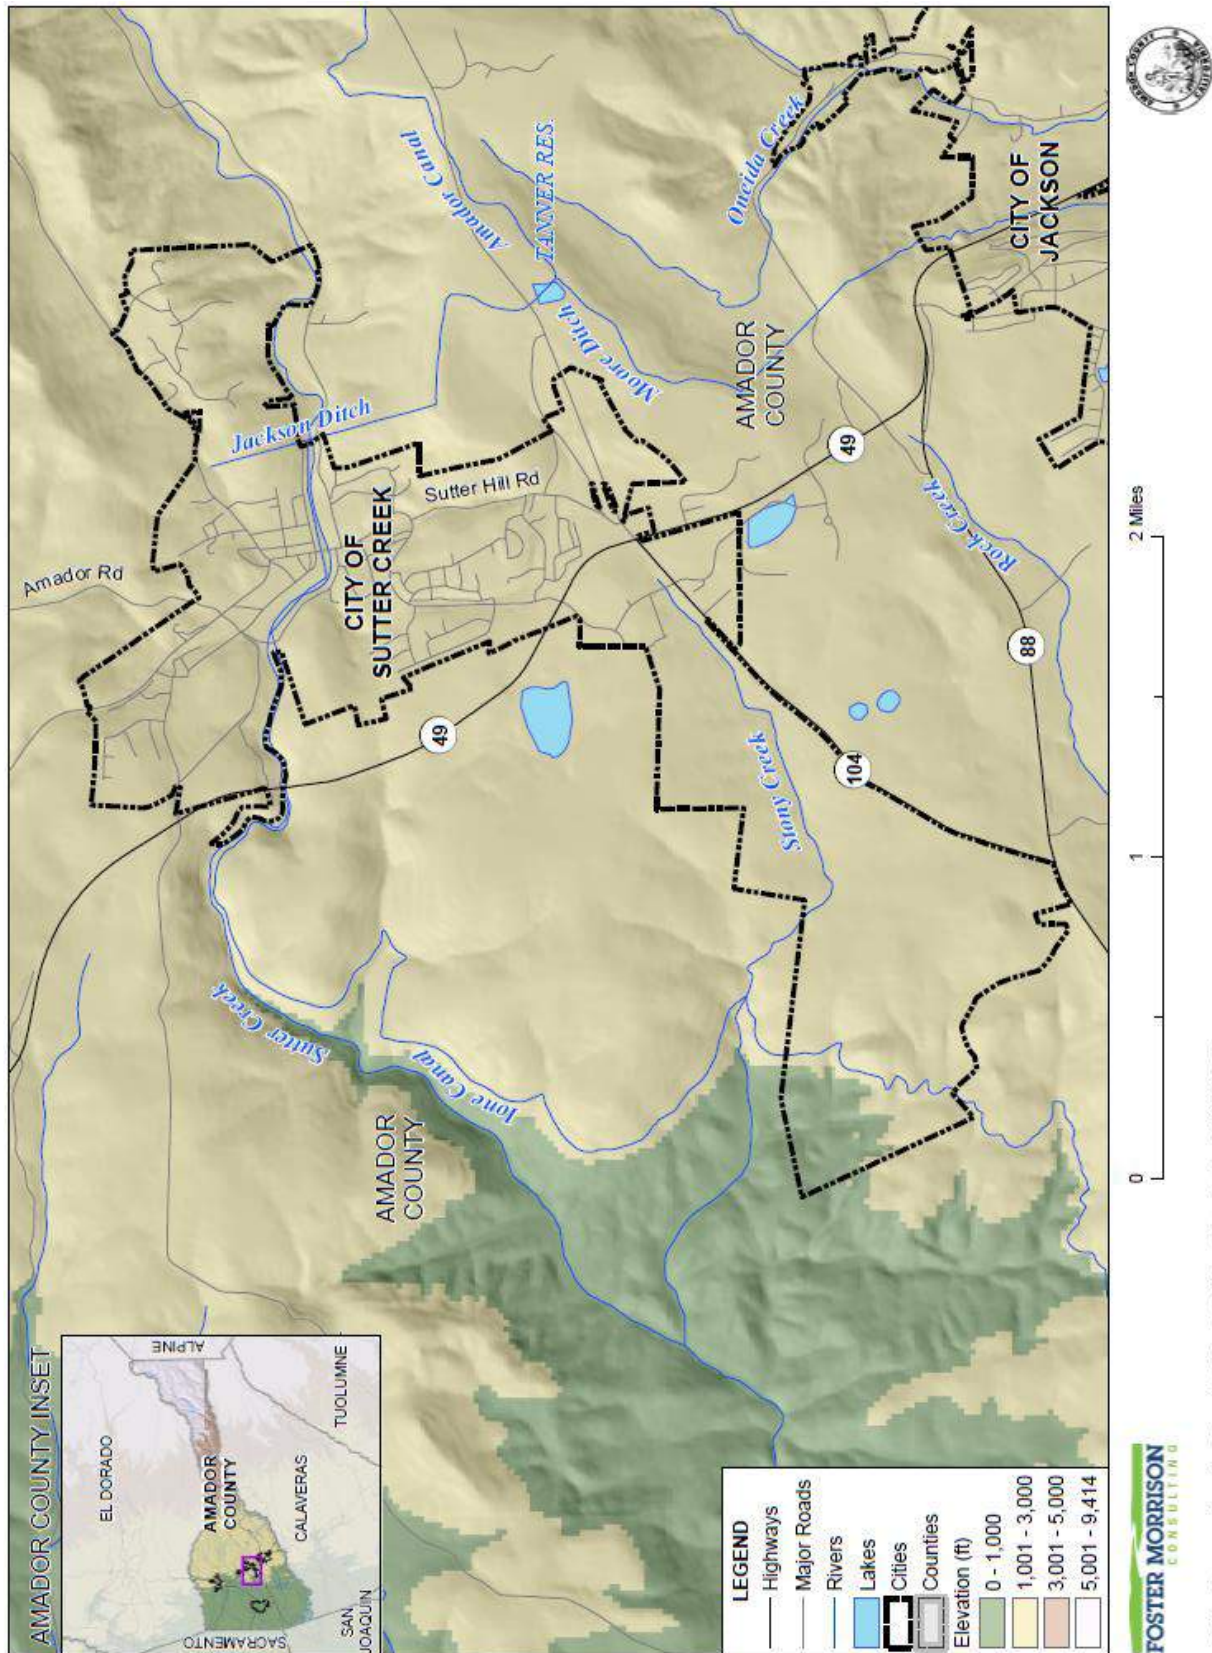 AMADOR COUNTY INSET
EL DORADO
ALPINE
AMADOR
COUNTY
SACRAMENTO
CALAVERAS
TUOLUMNE
SAN
JOAQUIN
Amador Rd
CITY OF
SUTTER CREEK
Jackson Ditch
Sutter Hill Rd
Amador Canal
TANNER RES.
Moore Ditch
Oneida Creek
CITY OF
JACKSON
AMADOR
COUNTY
Sutter Creek
Ione Canal
AMADOR
COUNTY
49
49
Stony Creek
104
Rock Creek
88
LEGEND
Highways
Major Roads
Rivers
Lakes
Cities
Counties
Elevation (ft)
0 - 1,000
1,001 - 3,000
3,001 - 5,000
5,001 - 9,414
FOSTER MORRISON
CONSULTING
0
1
2 Miles
AMADOR COUNTY
CALIFORNIA